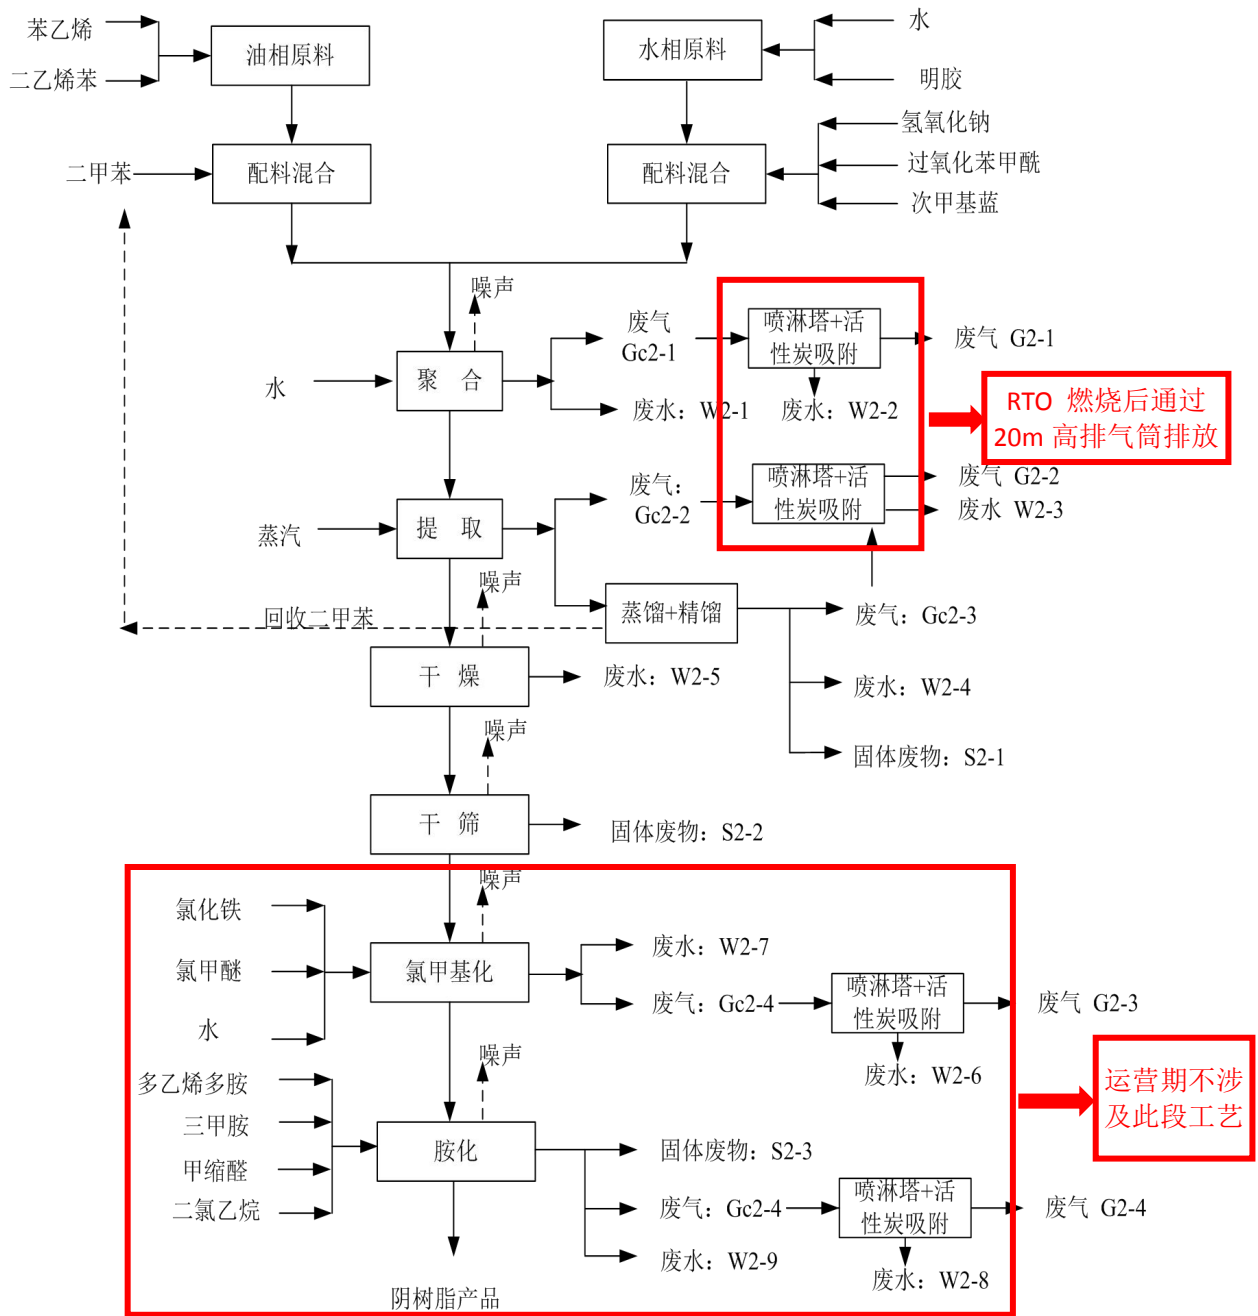 苯乙烯
二乙烯苯
油相原料
水相原料
水
明胶
二甲苯
配料混合
配料混合
氢氧化钠
过氧化苯甲酰
次甲基蓝
噪声
水
聚 合
废气
Gc2-1
废水：W2-1
喷淋塔+活
性炭吸附
废气 G2-1
废水：W2-2
RTO 燃烧后通过
20m 高排气筒排放
蒸汽
提 取
废气：
Gc2-2
喷淋塔+活
性炭吸附
废气 G2-2
废水 W2-3
噪声
回收二甲苯
蒸馏+精馏
废气：Gc2-3
干 燥
废水：W2-5
废水：W2-4
噪声
固体废物：S2-1
干 筛
固体废物：S2-2
噪声
氯化铁
氯甲醚
水
氯甲基化
废水：W2-7
废气：Gc2-4
喷淋塔+活
性炭吸附
废气 G2-3
废水：W2-6
噪声
多乙烯多胺
三甲胺
甲缩醛
二氯乙烷
胺化
固体废物：S2-3
废气：Gc2-4
喷淋塔+活
性炭吸附
废气 G2-4
废水：W2-9
废水：W2-8
运营期不涉
及此段工艺
阴树脂产品